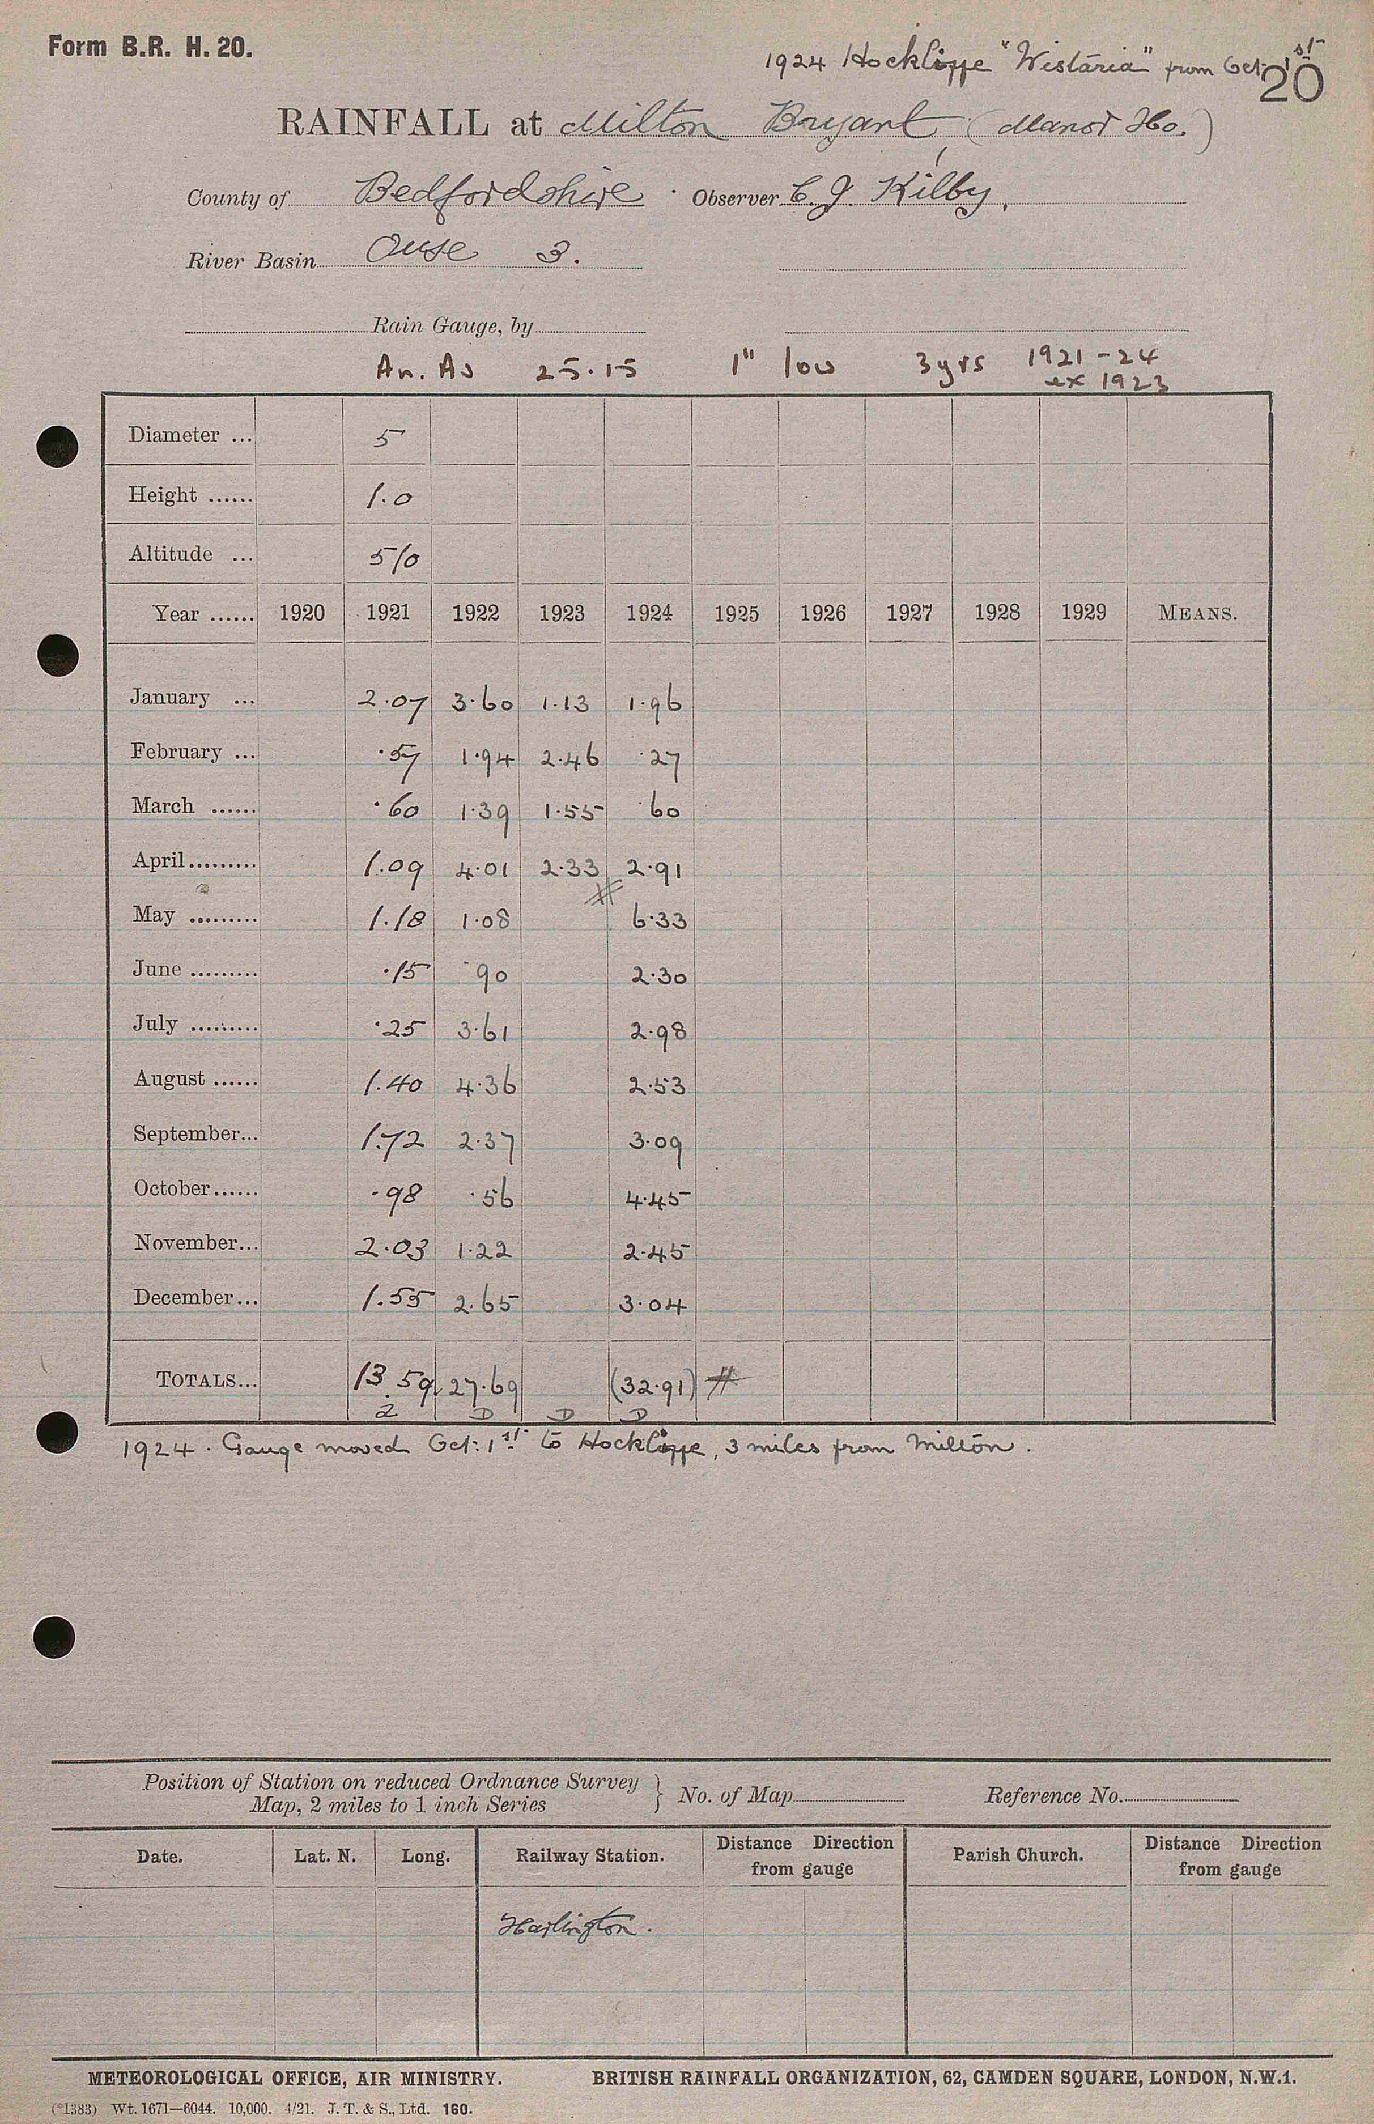 Form B.R. H. 20.
1924 Hockliffe "Wistaria" from Oct: 1st
20
RAINFALL at Milton Bryant, (Manor Ho.)
County of Bedfordshire Observer C. J. Kilby,
River Basin Ouse 3.
Rain Gauge, by
An. Av 25.15 1" low 3 yrs 1921-24
ex 1923
Diameter ... 5
Height ...... 1.0
Altitude ... 510
Year ...... 1920 1921 1922 1923 1924 1925 1926 1927 1928 1929 MEANS.
January ... 2.07 3.60 1.13 1.96
February ... .57 1.94 2.46 .27
March ...... .60 1.39 1.55 .60
April......... 1.09 4.01 2.33 2.91
May ......... 1.18 1.08 # 6.33
June ......... .15 .90 2.30
July ......... .25 3.61 2.98
August ...... 1.40 4.36 2.53
September... 1.72 2.37 3.09
October...... .98 .56 4.45
November... 2.03 1.22 2.45
December... 1.55 2.65 3.04
TOTALS... 13.59 27.69 (32.91) #
2 D D D
1924. Gauge moved Oct: 1st to Hockliffe, 3 miles from Milton.
Position of Station on reduced Ordnance Survey
Map, 2 miles to 1 inch Series } No. of Map Reference No.
Date. Lat. N. Long. Railway Station. Distance Direction
from gauge Parish Church. Distance Direction
from gauge
Harlington.
METEOROLOGICAL OFFICE, AIR MINISTRY. BRITISH RAINFALL ORGANIZATION, 62, CAMDEN SQUARE, LONDON, N.W.1.
(*1383) Wt. 1671—6044. 10,000. 4/21. J. T. & S., Ltd. 160.